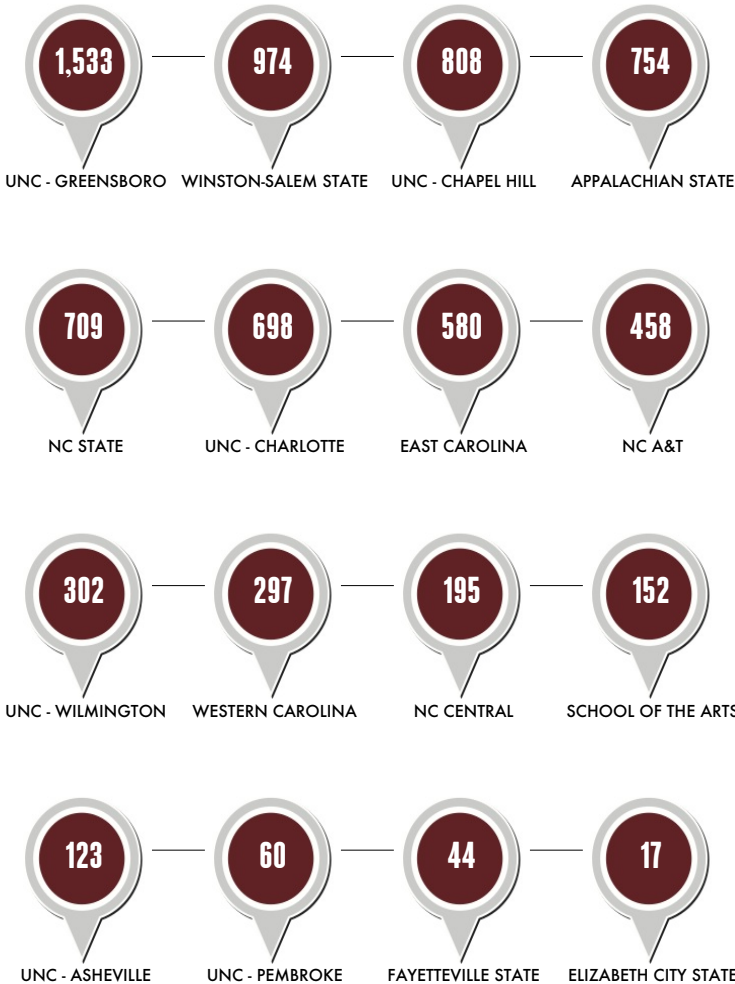 1,533 974 808 754
UNC - GREENSBORO WINSTON-SALEM STATE UNC - CHAPEL HILL APPALACHIAN STATE
709 698 580 458
NC STATE UNC - CHARLOTTE EAST CAROLINA NC A&T
302 297 195 152
UNC - WILMINGTON WESTERN CAROLINA NC CENTRAL SCHOOL OF THE ARTS
123 60 44 17
UNC - ASHEVILLE UNC - PEMBROKE FAYETTEVILLE STATE ELIZABETH CITY STATE